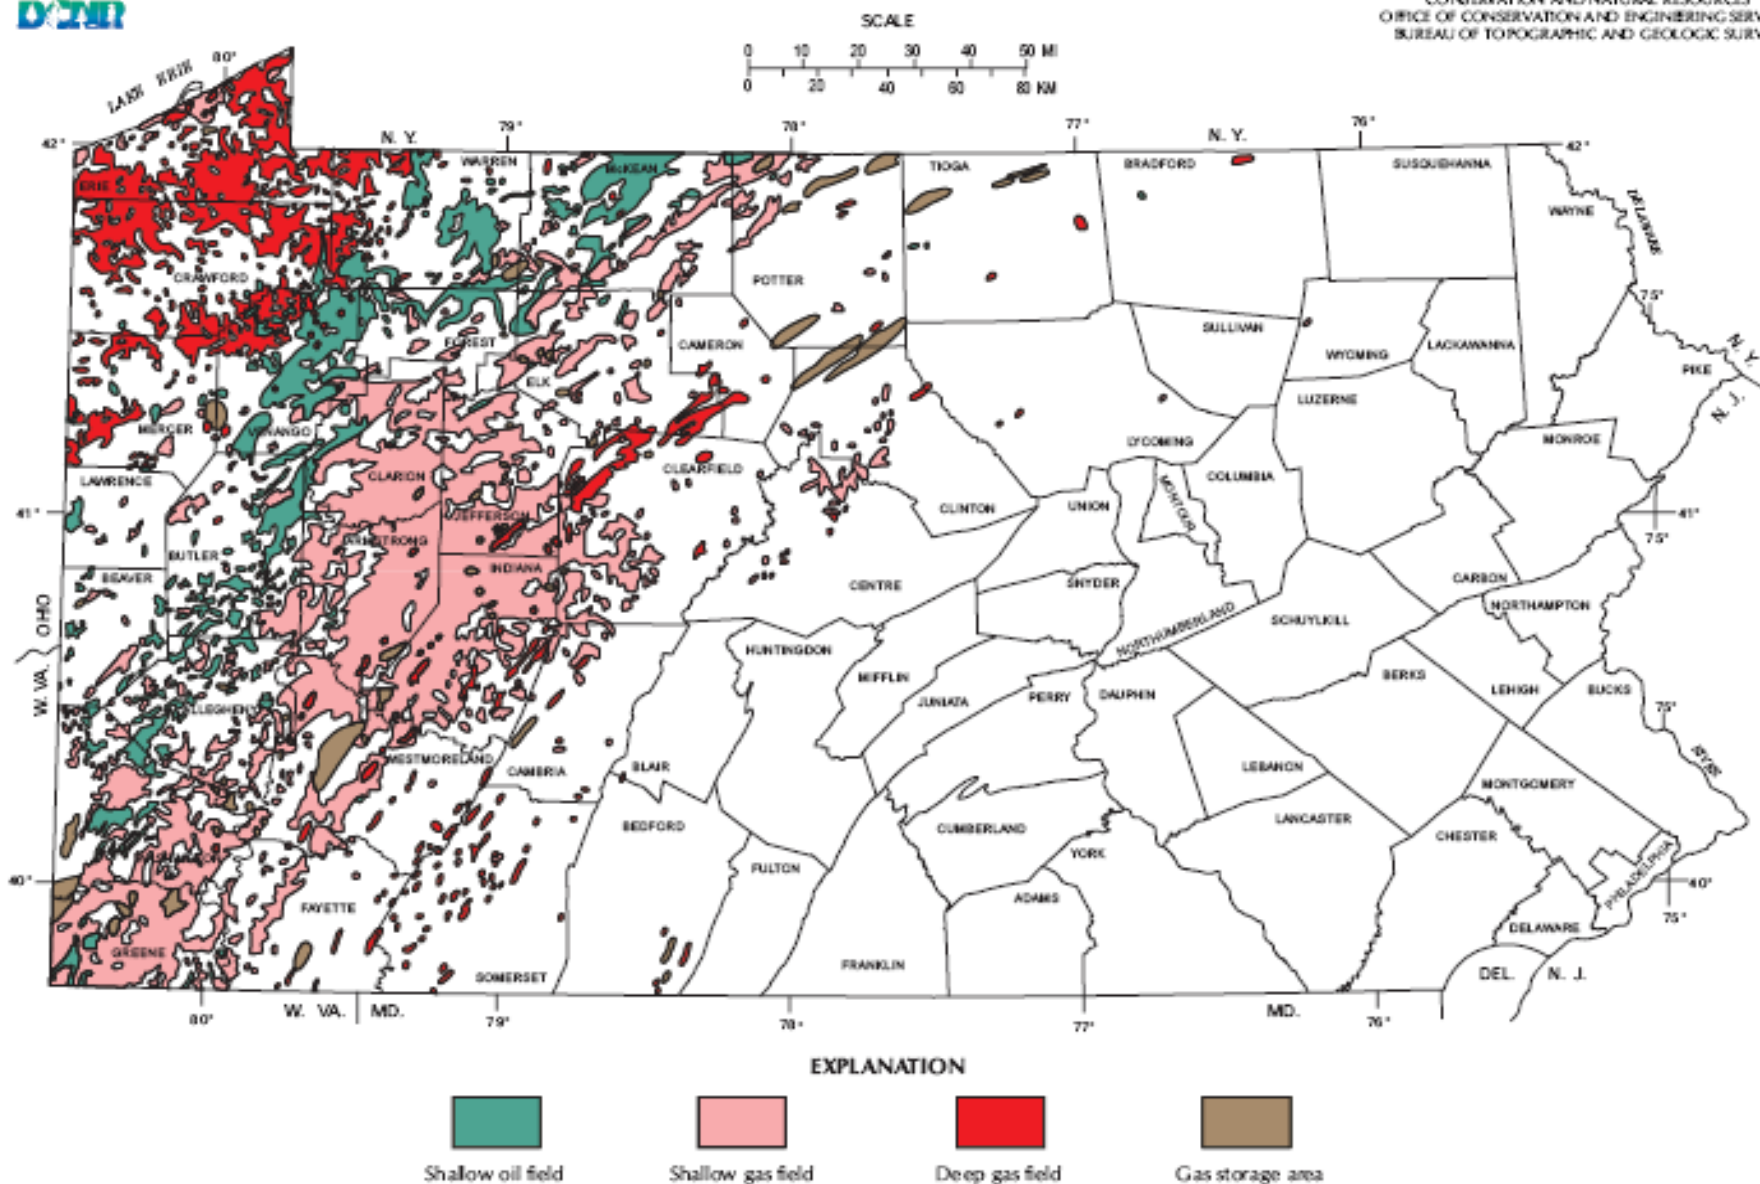 DCNR
CONSERVATION AND NATURAL RESOURCES
OFFICE OF CONSERVATION AND ENGINEERING SERV
BUREAU OF TOPOGRAPHIC AND GEOLOGIC SURV
SCALE
0 10 20 30 40 50 MI
0 20 40 60 80 KM
LAKE ERIE
80°
42°
N. Y.
79°
78°
77°
N. Y.
76°
42°
ERIE
WARREN
McKEAN
TIOGA
BRADFORD
SUSQUEHANNA
WAYNE
DELAWARE
CRAWFORD
POTTER
75°
FOREST
CAMERON
SULLIVAN
WYOMING
LACKAWANNA
N. Y.
PIKE
ELK
LUZERNE
N. J.
MERCER
VENANGO
LYCOMING
MONROE
LAWRENCE
CLARION
CLEARFIELD
COLUMBIA
41°
JEFFERSON
CLINTON
UNION
MONTOUR
41°
75°
ARMSTRONG
BUTLER
INDIANA
BEAVER
CENTRE
SNYDER
CARBON
OHIO
NORTHUMBERLAND
SCHUYLKILL
NORTHAMPTON
W. VA.
HUNTINGDON
MIFFLIN
JUNIATA
PERRY
DAUPHIN
BERKS
LEHIGH
BUCKS
ALLEGHENY
75°
RIVER
WESTMORELAND
CAMBRIA
BLAIR
LEBANON
MONTGOMERY
BEDFORD
CUMBERLAND
LANCASTER
CHESTER
WASHINGTON
FULTON
YORK
PHILADELPHIA
40°
FAYETTE
ADAMS
40°
75°
GREENE
SOMERSET
FRANKLIN
DELAWARE
DEL.
N. J.
80°
W. VA.
MD.
79°
78°
77°
MD.
76°
EXPLANATION
Shallow oil field
Shallow gas field
Deep gas field
Gas storage area